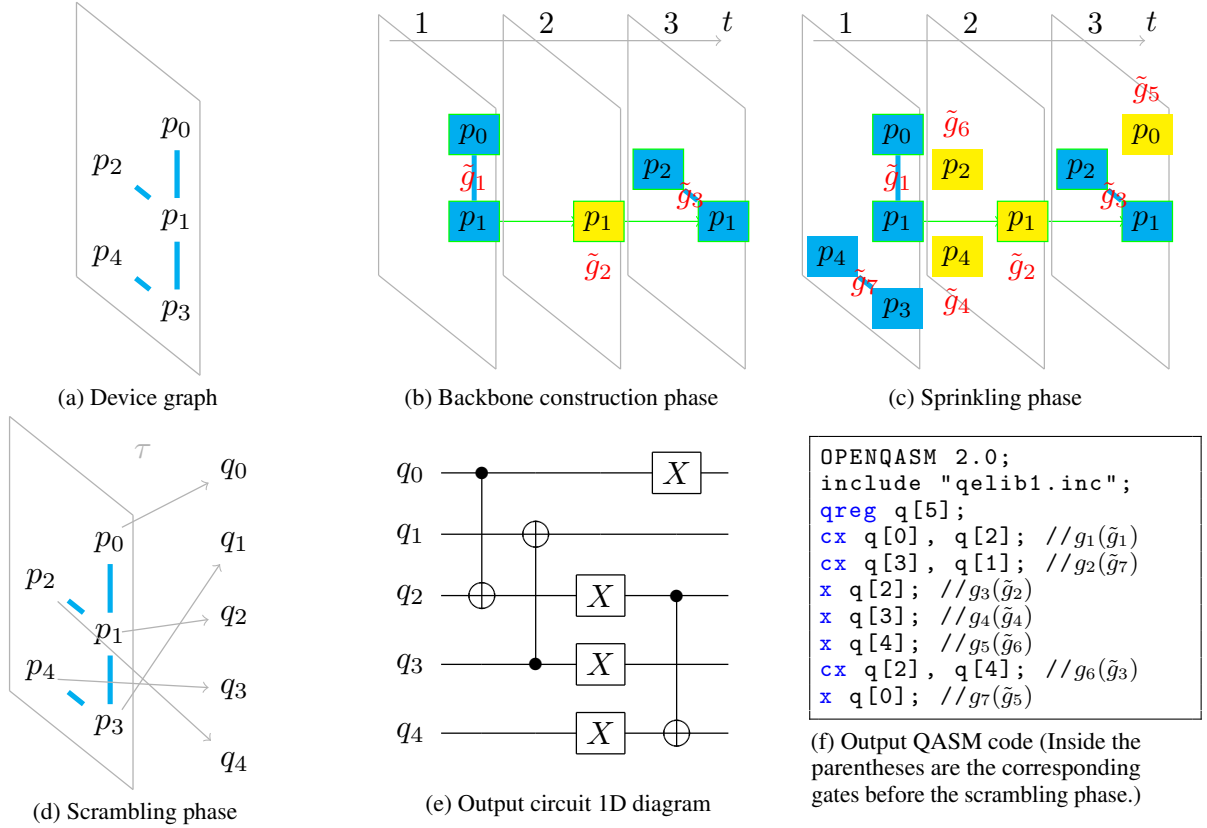 p₀
p₂
p₁
p₄
p₃
(a) Device graph
1 2 3 t
p₀
g̃₁
p₂
g̃₃
p₁ p₁ p₁
g̃₂
(b) Backbone construction phase
1 2 3 t
g̃₅
p₀ g̃₆ p₀
g̃₁ p₂ p₂
g̃₃
p₁ p₁ p₁
p₄ p₄ g̃₂
g̃₇
p₃ g̃₄
(c) Sprinkling phase
τ q₀
p₀ q₁
p₂
p₁ q₂
p₄ q₃
p₃
q₄
(d) Scrambling phase
q₀ X
q₁
q₂ X
q₃ X
q₄ X
(e) Output circuit 1D diagram
OPENQASM 2.0;
include "qelib1.inc";
qreg q[5];
cx q[0], q[2]; //g₁(g̃₁)
cx q[3], q[1]; //g₂(g̃₇)
x q[2]; //g₃(g̃₂)
x q[3]; //g₄(g̃₄)
x q[4]; //g₅(g̃₆)
cx q[2], q[4]; //g₆(g̃₃)
x q[0]; //g₇(g̃₅)
(f) Output QASM code (Inside the
parentheses are the corresponding
gates before the scrambling phase.)